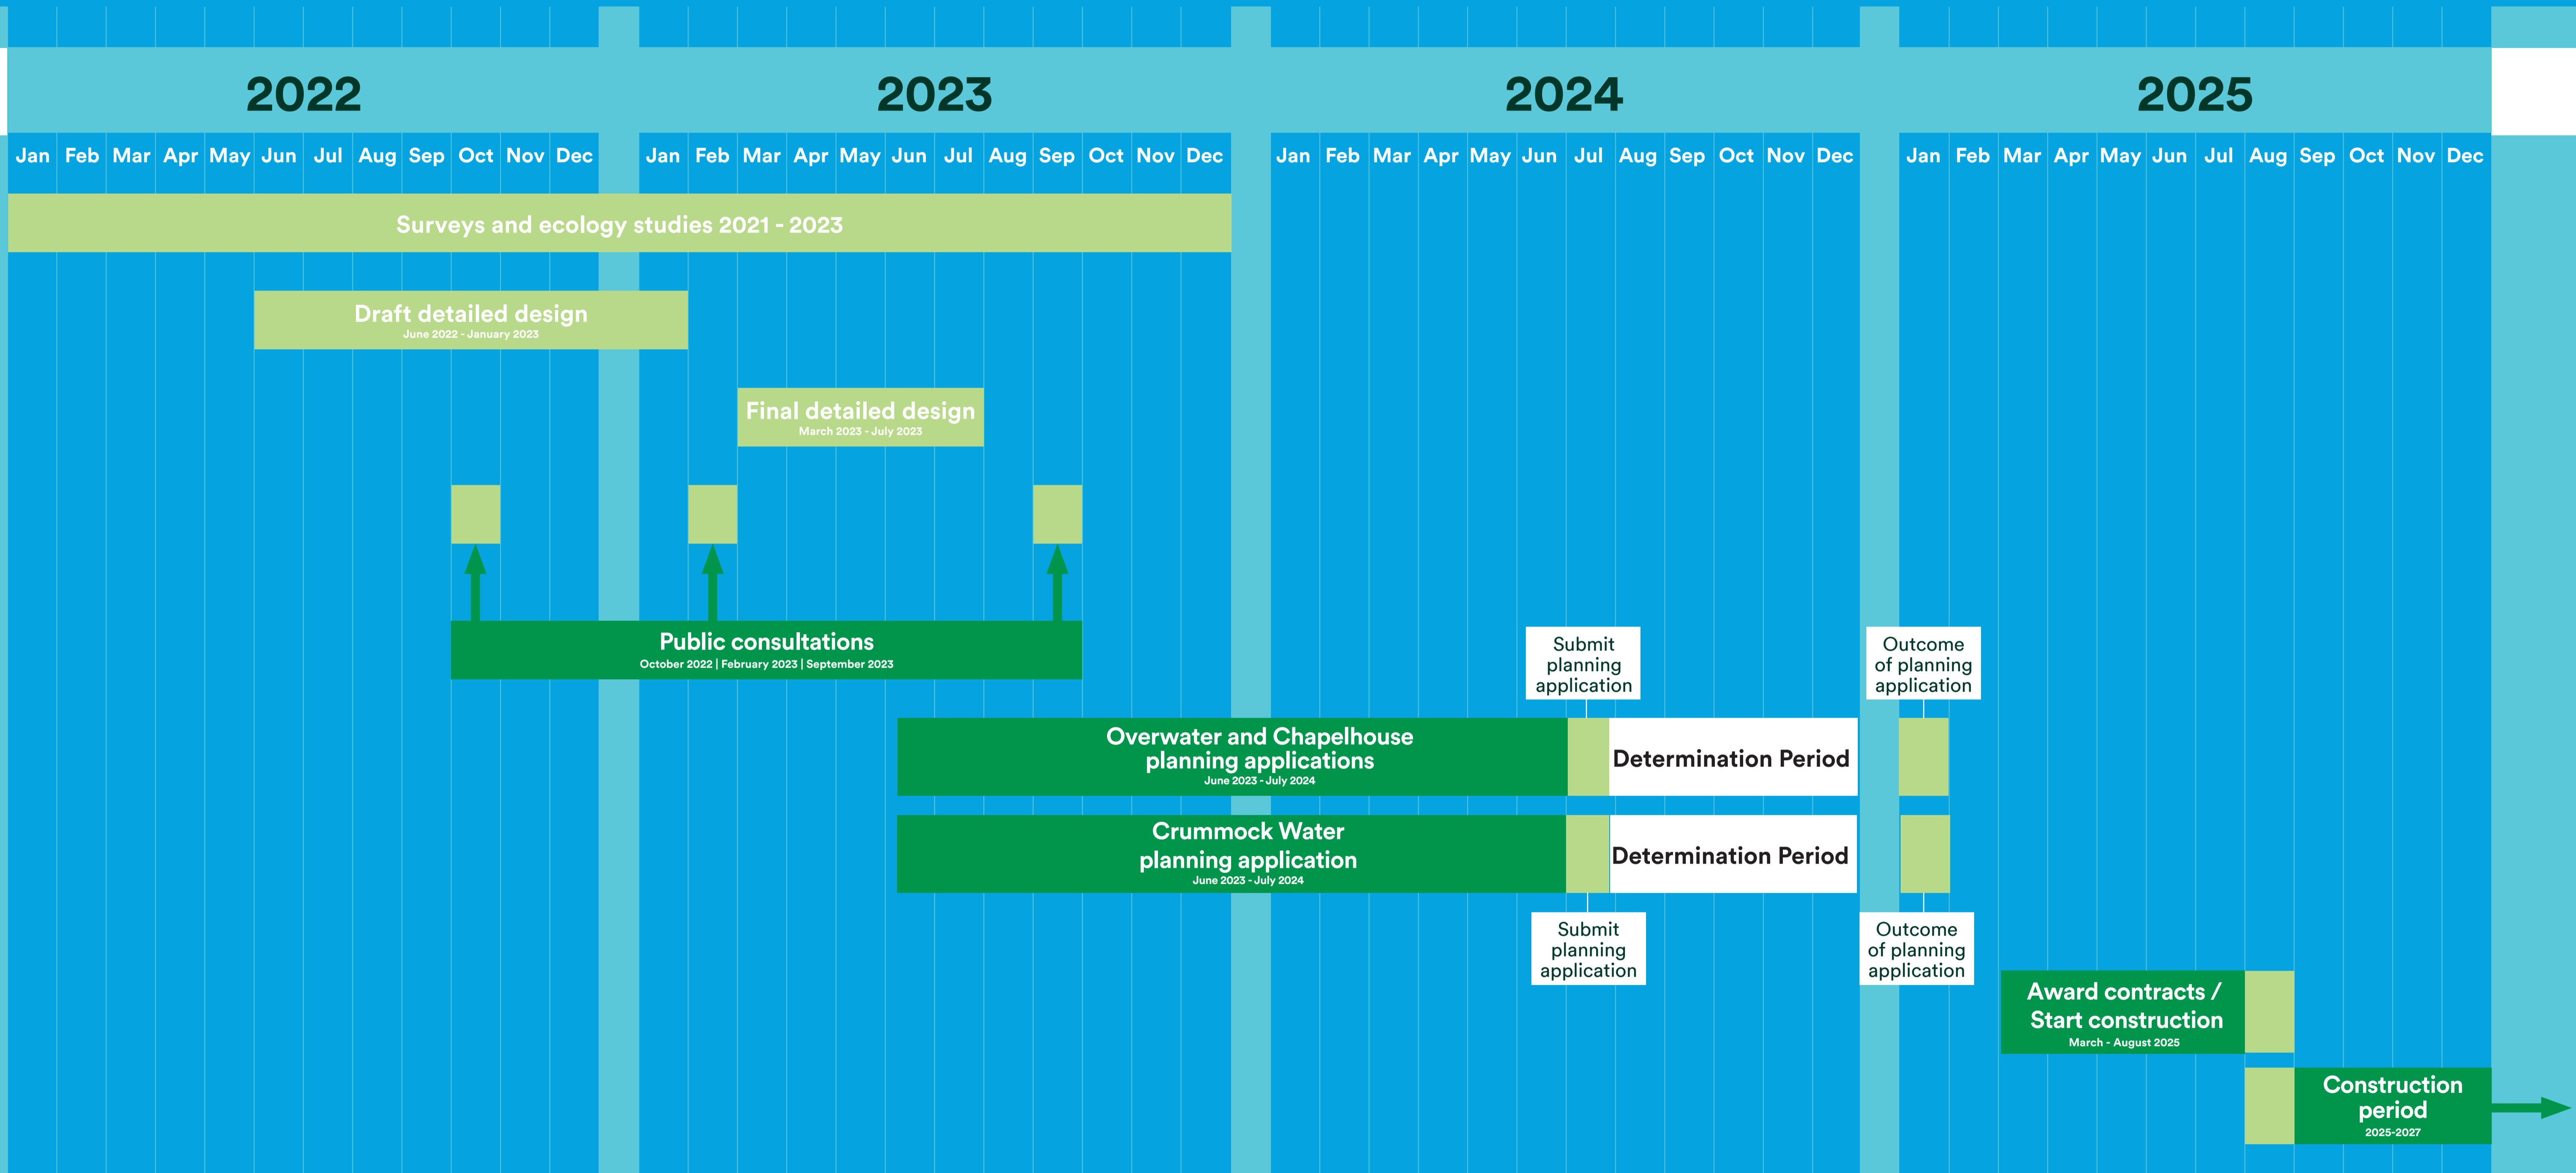 2022 2023 2024 2025
Jan Feb Mar Apr May Jun Jul Aug Sep Oct Nov Dec Jan Feb Mar Apr May Jun Jul Aug Sep Oct Nov Dec Jan Feb Mar Apr May Jun Jul Aug Sep Oct Nov Dec Jan Feb Mar Apr May Jun Jul Aug Sep Oct Nov Dec
Surveys and ecology studies 2021 - 2023
Draft detailed design
June 2022 - January 2023
Final detailed design
March 2023 - July 2023
Public consultations
October 2022 | February 2023 | September 2023
Submit
planning
application
Outcome
of planning
application
Overwater and Chapelhouse
planning applications
June 2023 - July 2024
Determination Period
Crummock Water
planning application
June 2023 - July 2024
Determination Period
Submit
planning
application
Outcome
of planning
application
Award contracts /
Start construction
March - August 2025
Construction
period
2025-2027